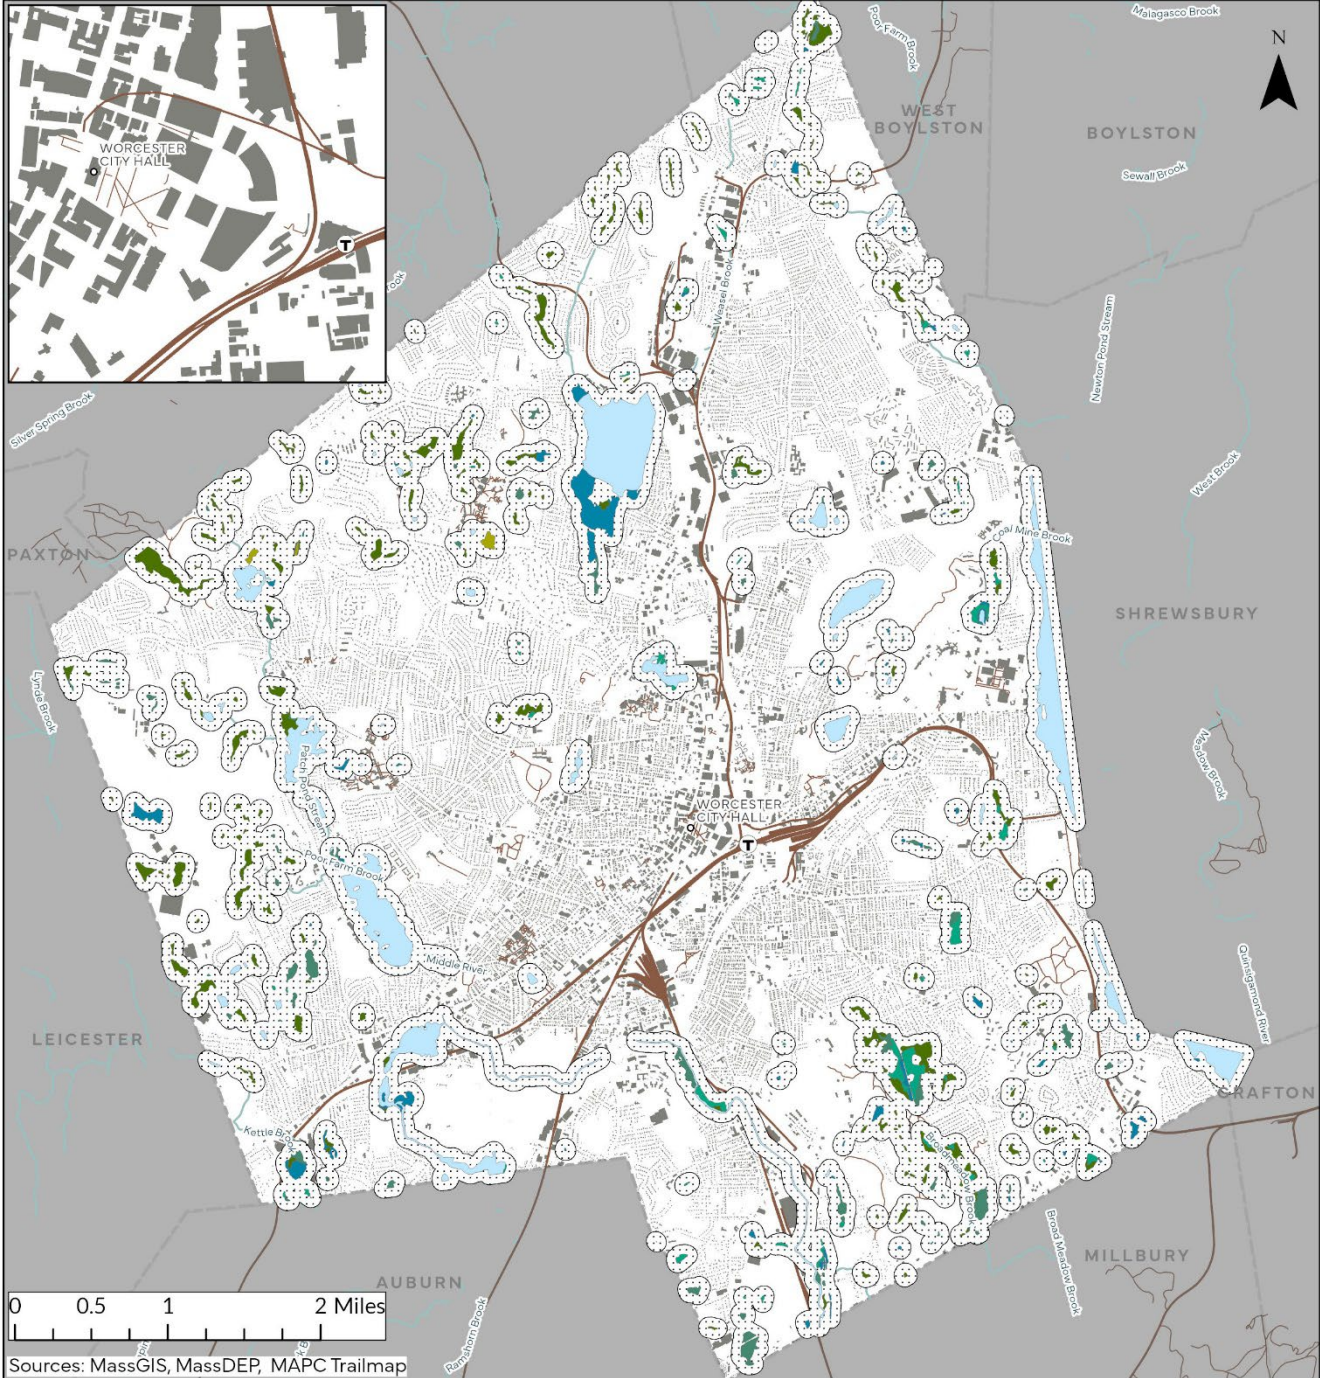 Malagasco Brook
Poor Farm Brook
N
WEST
BOYLSTON
BOYLSTON
WORCESTER
CITY HALL
Sewall Brook
T
Weasel Brook
Newton Pond Stream
Silver Spring Brook
West Brook
Coal Mine Brook
PAXTON
SHREWSBURY
Lynde Brook
Meadow Brook
Patch Pond Stream
WORCESTER
CITY HALL
T
Poor Farm Brook
Middle River
Quinsigamond River
LEICESTER
GRAFTON
Kettle Brook
Broad Meadow Brook
MILLBURY
AUBURN
Ramshorn Brook
0 0.5 1 2 Miles
Sources: MassGIS, MassDEP, MAPC Trailmap